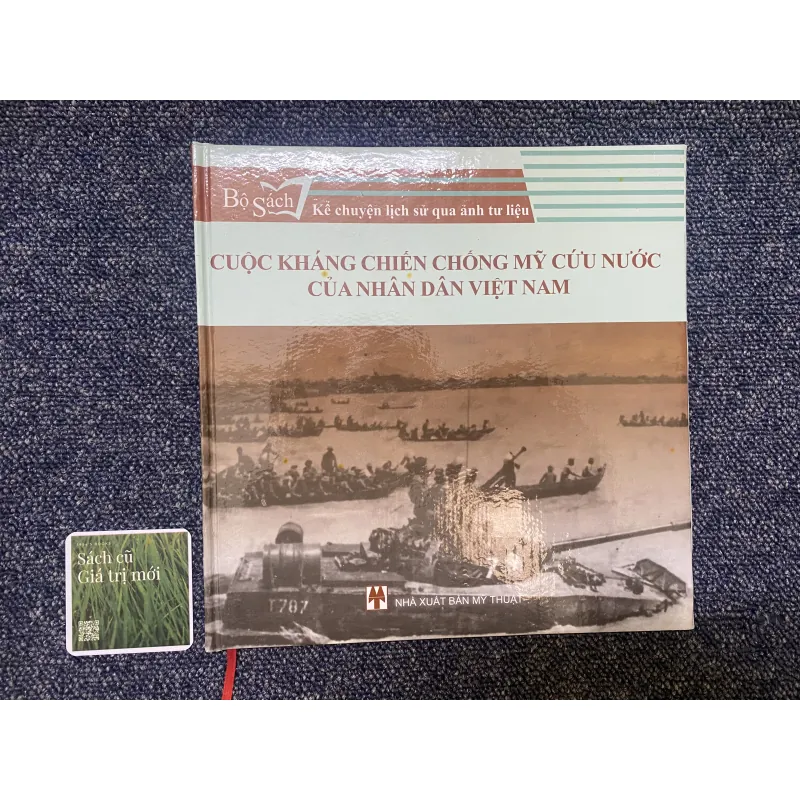 Bộ Sách
Kể chuyện lịch sử qua ảnh tư liệu
CUỘC KHÁNG CHIẾN CHỐNG MỸ CỨU NƯỚC
CỦA NHÂN DÂN VIỆT NAM
T707
NHÀ XUẤT BẢN MỸ THUẬT
Sách cũ
Giá trị mới